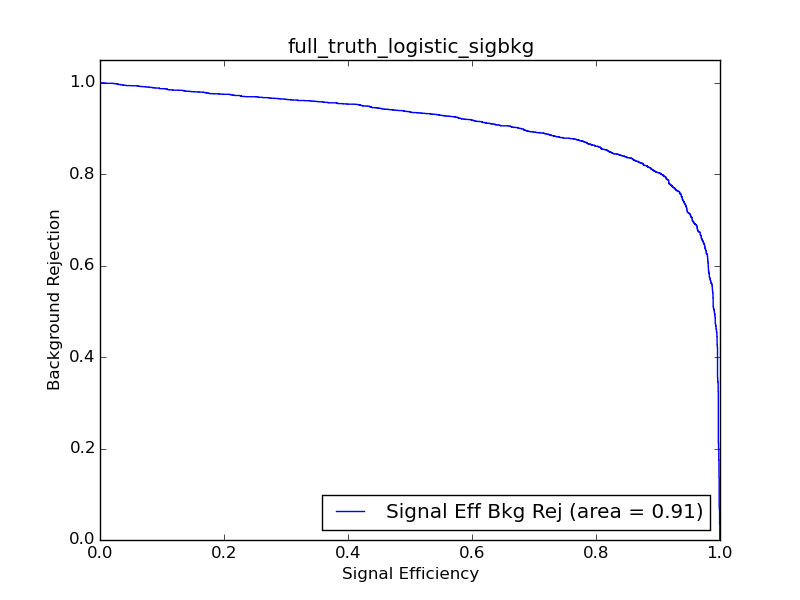 full_truth_logistic_sigbkg
1.0
0.8
0.6
0.4
0.2
0.0
Background Rejection
Signal Eff Bkg Rej (area = 0.91)
0.0 0.2 0.4 0.6 0.8 1.0
Signal Efficiency